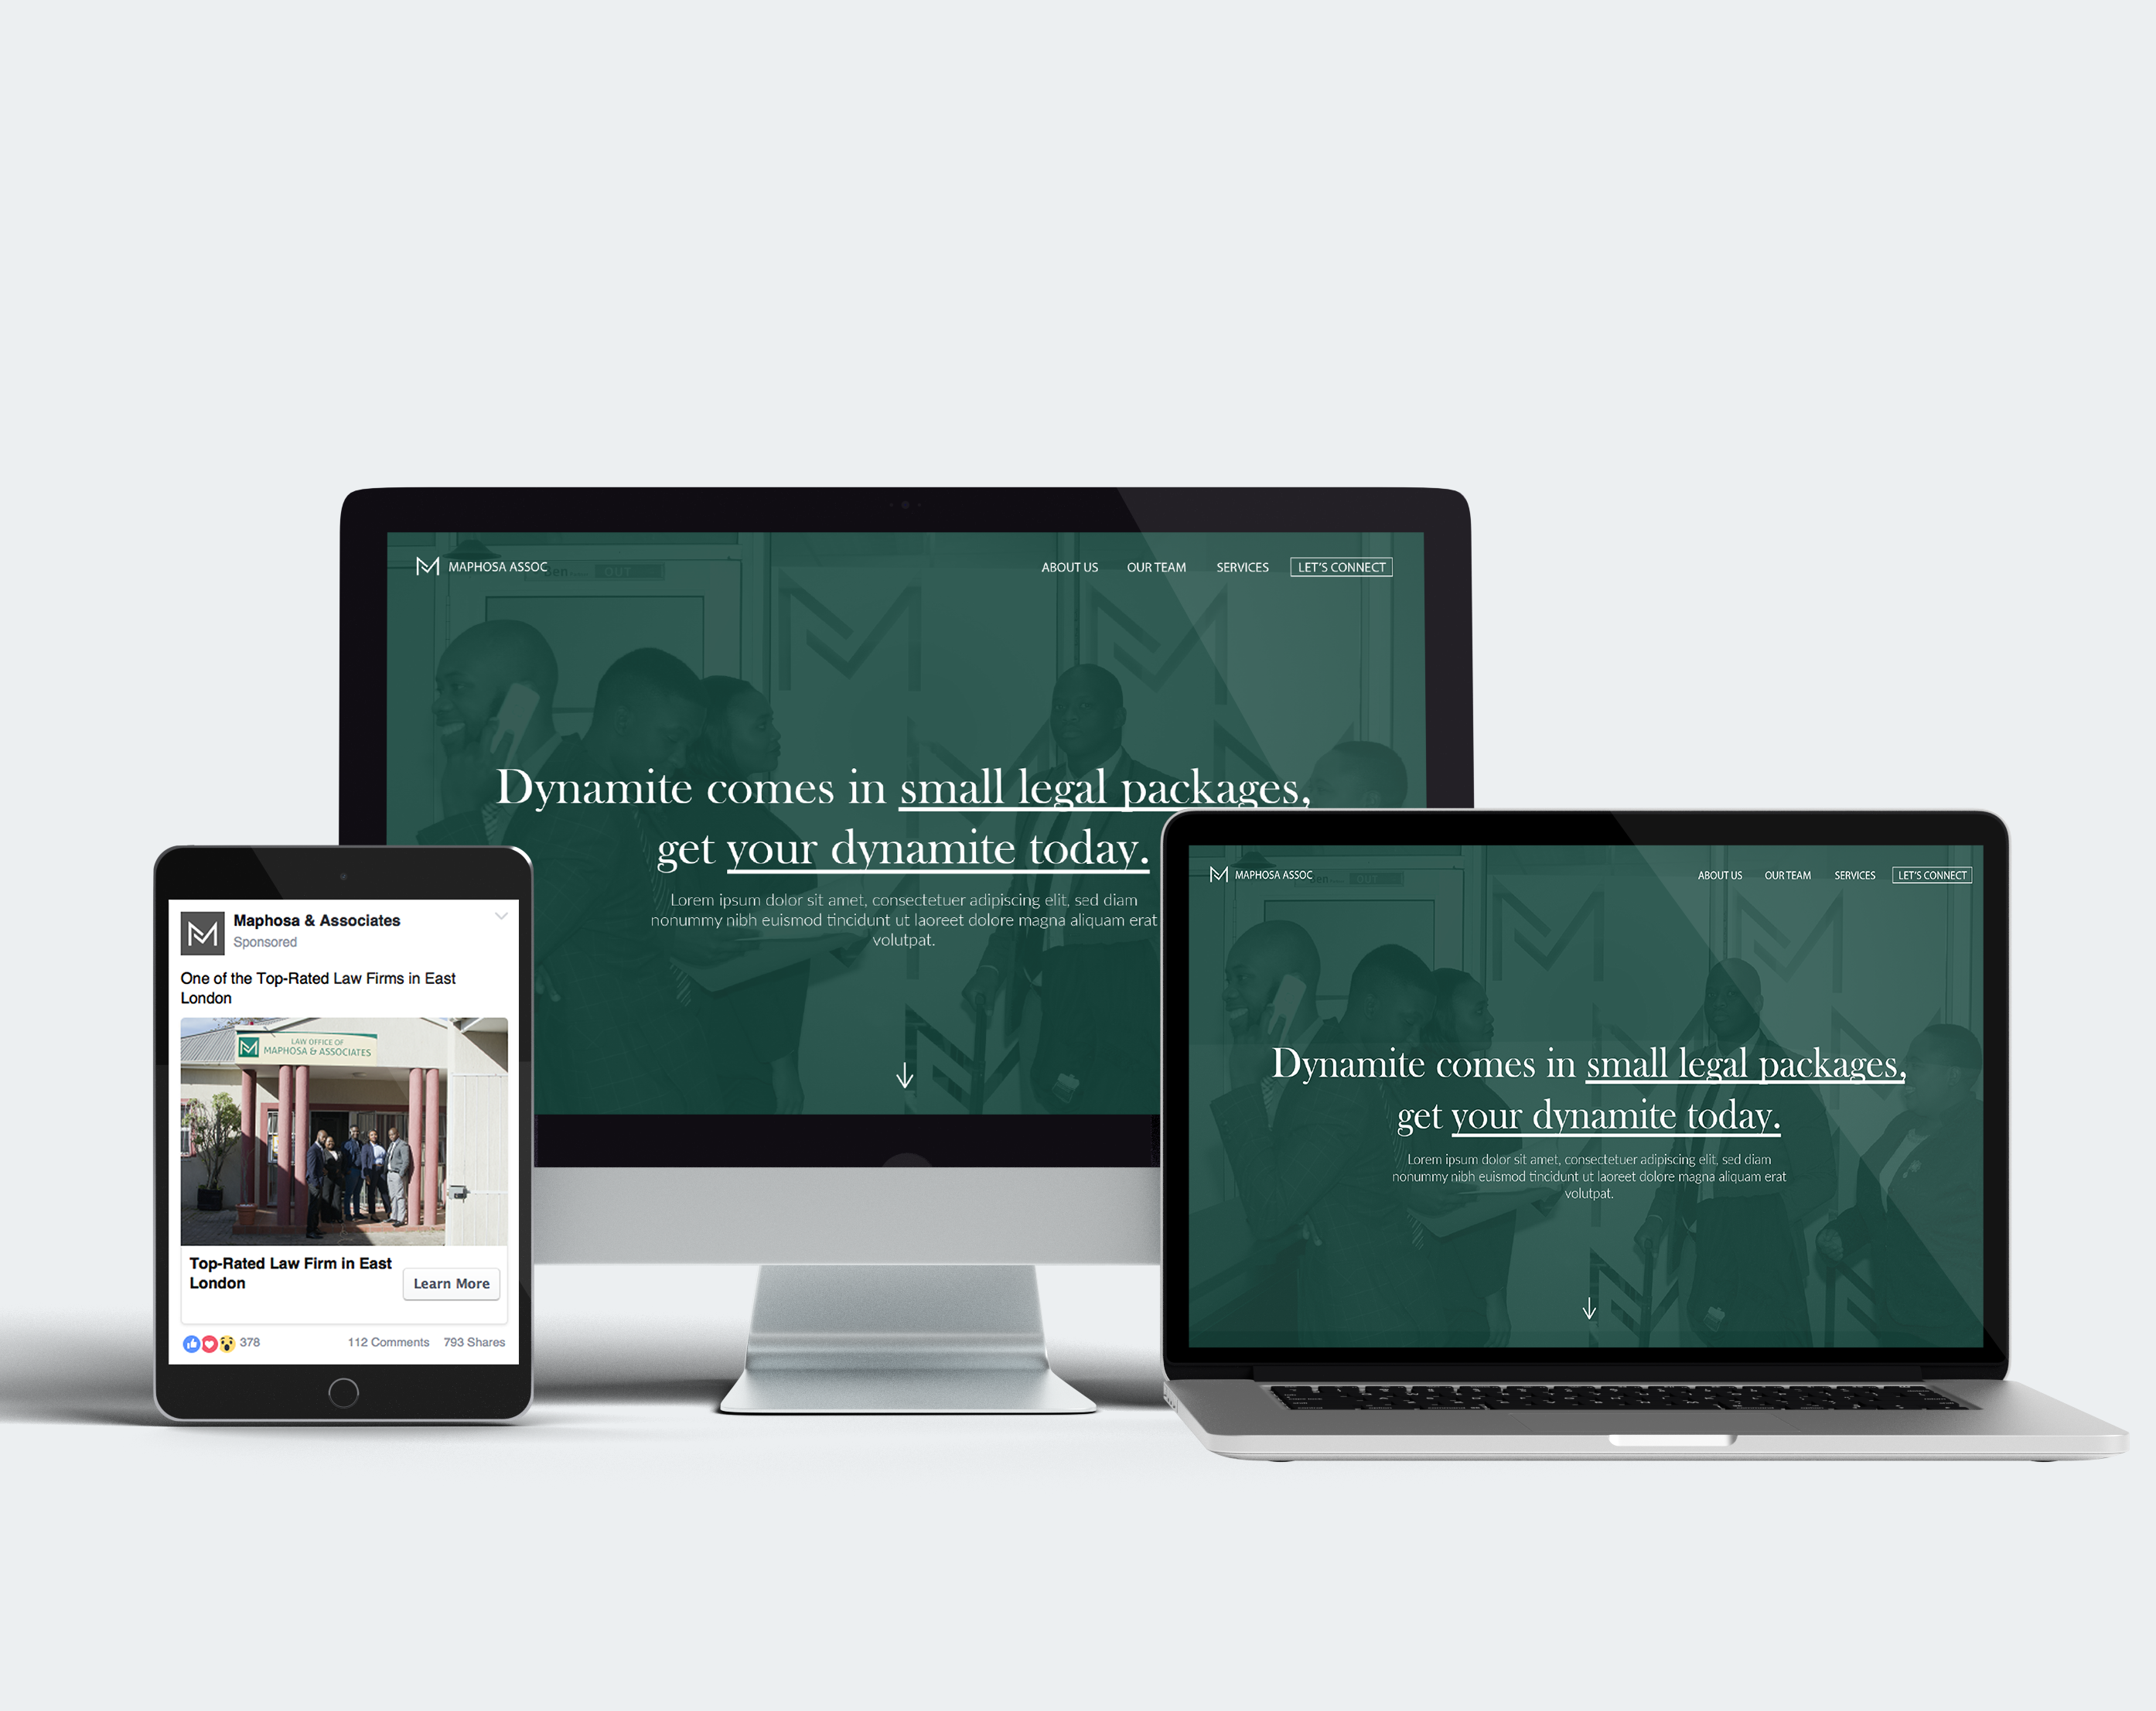 MAPHOSA ASSOC
ABOUT US OUR TEAM SERVICES LET'S CONNECT
OUT
Dynamite comes in small legal packages,
get your dynamite today.
Lorem ipsum dolor sit amet, consectetuer adipiscing elit, sed diam
nonummy nibh euismod tincidunt ut laoreet dolore magna aliquam erat
volutpat.
Maphosa & Associates
Sponsored
One of the Top-Rated Law Firms in East
London
LAW OFFICE OF
MAPHOSA & ASSOCIATES
Top-Rated Law Firm in East
London
Learn More
378 112 Comments 793 Shares
MAPHOSA ASSOC
ABOUT US OUR TEAM SERVICES LET'S CONNECT
OUT
Dynamite comes in small legal packages,
get your dynamite today.
Lorem ipsum dolor sit amet, consectetuer adipiscing elit, sed diam
nonummy nibh euismod tincidunt ut laoreet dolore magna aliquam erat
volutpat.